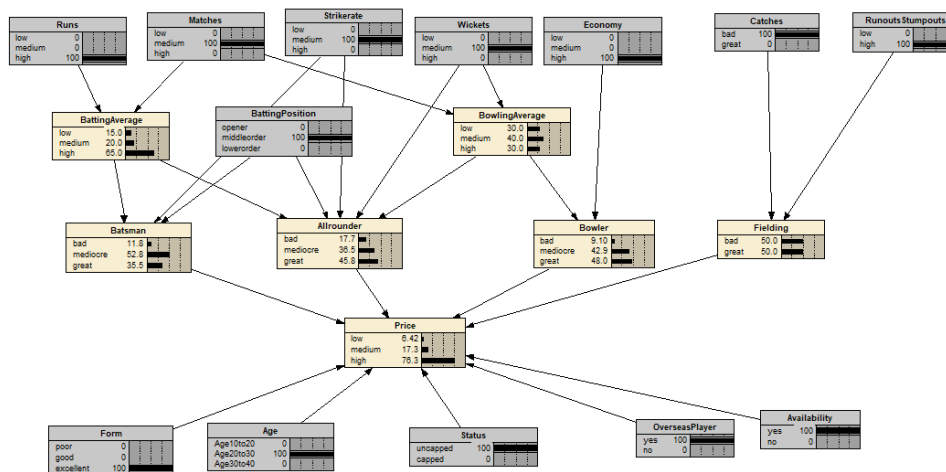 Runs
low 0
medium 0
high 100
Matches
low 0
medium 100
high 0
Strikerate
low 0
medium 100
high 0
Wickets
low 0
medium 100
high 0
Economy
low 0
medium 0
high 100
Catches
bad 100
great 0
RunoutsStumpouts
low 0
high 100
BattingAverage
low 15.0
medium 20.0
high 65.0
BattingPosition
opener 0
middleorder 100
lowerorder 0
BowlingAverage
low 30.0
medium 40.0
high 30.0
Batsman
bad 11.8
mediocre 52.8
great 35.5
Allrounder
bad 17.7
mediocre 36.5
great 45.8
Bowler
bad 9.10
mediocre 42.9
great 48.0
Fielding
bad 50.0
great 50.0
Price
low 6.42
medium 17.3
high 76.3
Form
poor 0
good 0
excellent 100
Age
Age10to20 0
Age20to30 100
Age30to40 0
Status
uncapped 100
capped 0
OverseasPlayer
yes 100
no 0
Availability
yes 100
no 0